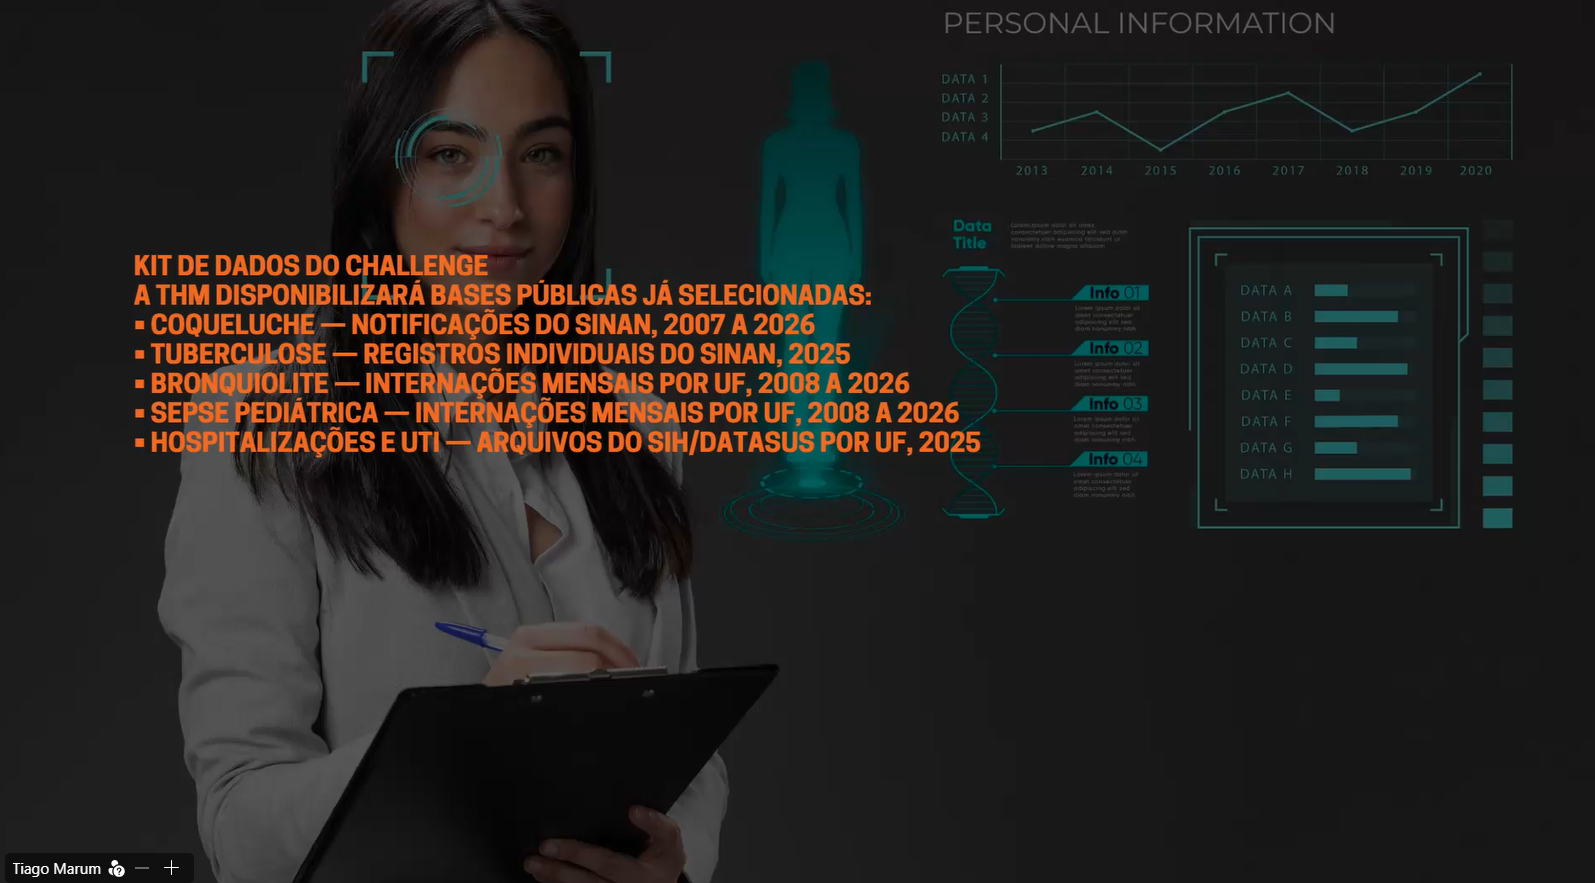 PERSONAL INFORMATION
DATA 1
DATA 2
DATA 3
DATA 4
2013 2014 2015 2016 2017 2018 2019 2020
Data
Title
KIT DE DADOS DO CHALLENGE
A THM DISPONIBILIZARÁ BASES PÚBLICAS JÁ SELECIONADAS:
▪ COQUELUCHE — NOTIFICAÇÕES DO SINAN, 2007 A 2026
▪ TUBERCULOSE — REGISTROS INDIVIDUAIS DO SINAN, 2025
▪ BRONQUIOLITE — INTERNAÇÕES MENSAIS POR UF, 2008 A 2026
▪ SEPSE PEDIÁTRICA — INTERNAÇÕES MENSAIS POR UF, 2008 A 2026
▪ HOSPITALIZAÇÕES E UTI — ARQUIVOS DO SIH/DATASUS POR UF, 2025
Info 01
Info 02
Info 03
Info 04
DATA A
DATA B
DATA C
DATA D
DATA E
DATA F
DATA G
DATA H
Tiago Marum